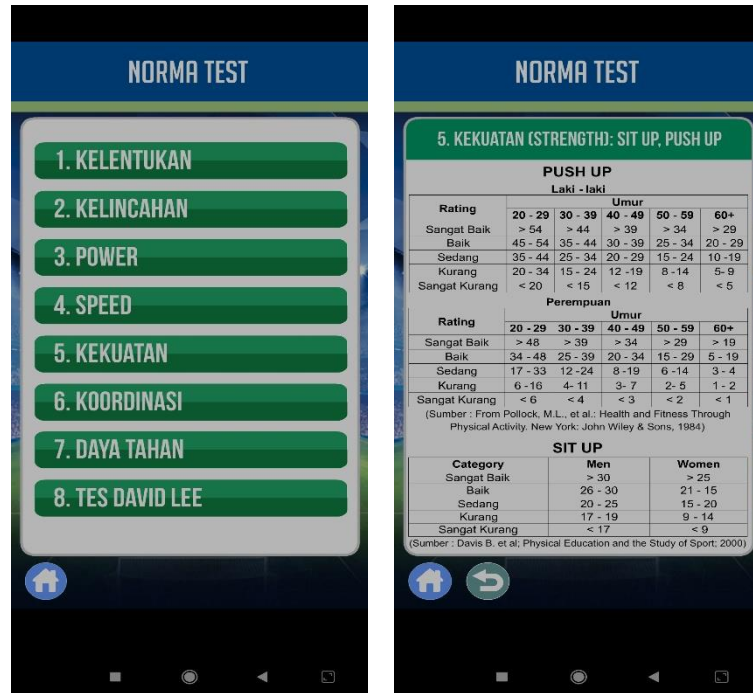 NORMA TEST
1. KELENTUKAN
2. KELINCAHAN
3. POWER
4. SPEED
5. KEKUATAN
6. KOORDINASI
7. DAYA TAHAN
8. TES DAVID LEE
NORMA TEST
5. KEKUATAN (STRENGTH): SIT UP, PUSH UP
PUSH UP
Laki - laki
Rating Umur
20 - 29 30 - 39 40 - 49 50 - 59 60+
Sangat Baik > 54 > 44 > 39 > 34 > 29
Baik 45 - 54 35 - 44 30 - 39 25 - 34 20 - 29
Sedang 35 - 44 25 - 34 20 - 29 15 - 24 10 -19
Kurang 20 - 34 15 - 24 12 -19 8 -14 5- 9
Sangat Kurang < 20 < 15 < 12 < 8 < 5
Perempuan
Rating Umur
20 - 29 30 - 39 40 - 49 50 - 59 60+
Sangat Baik > 48 > 39 > 34 > 29 > 19
Baik 34 - 48 25 - 39 20 - 34 15 - 29 5 - 19
Sedang 17 - 33 12 -24 8 -19 6 -14 3 - 4
Kurang 6 -16 4- 11 3- 7 2- 5 1 - 2
Sangat Kurang < 6 < 4 < 3 < 2 < 1
(Sumber : From Pollock, M.L., et al.: Health and Fitness Through
Physical Activity. New York: John Wiley & Sons, 1984)
SIT UP
Category Men Women
Sangat Baik > 30 > 25
Baik 26 - 30 21 - 15
Sedang 20 - 25 15 - 20
Kurang 17 - 19 9 - 14
Sangat Kurang < 17 < 9
(Sumber : Davis B. et al; Physical Education and the Study of Sport; 2000)